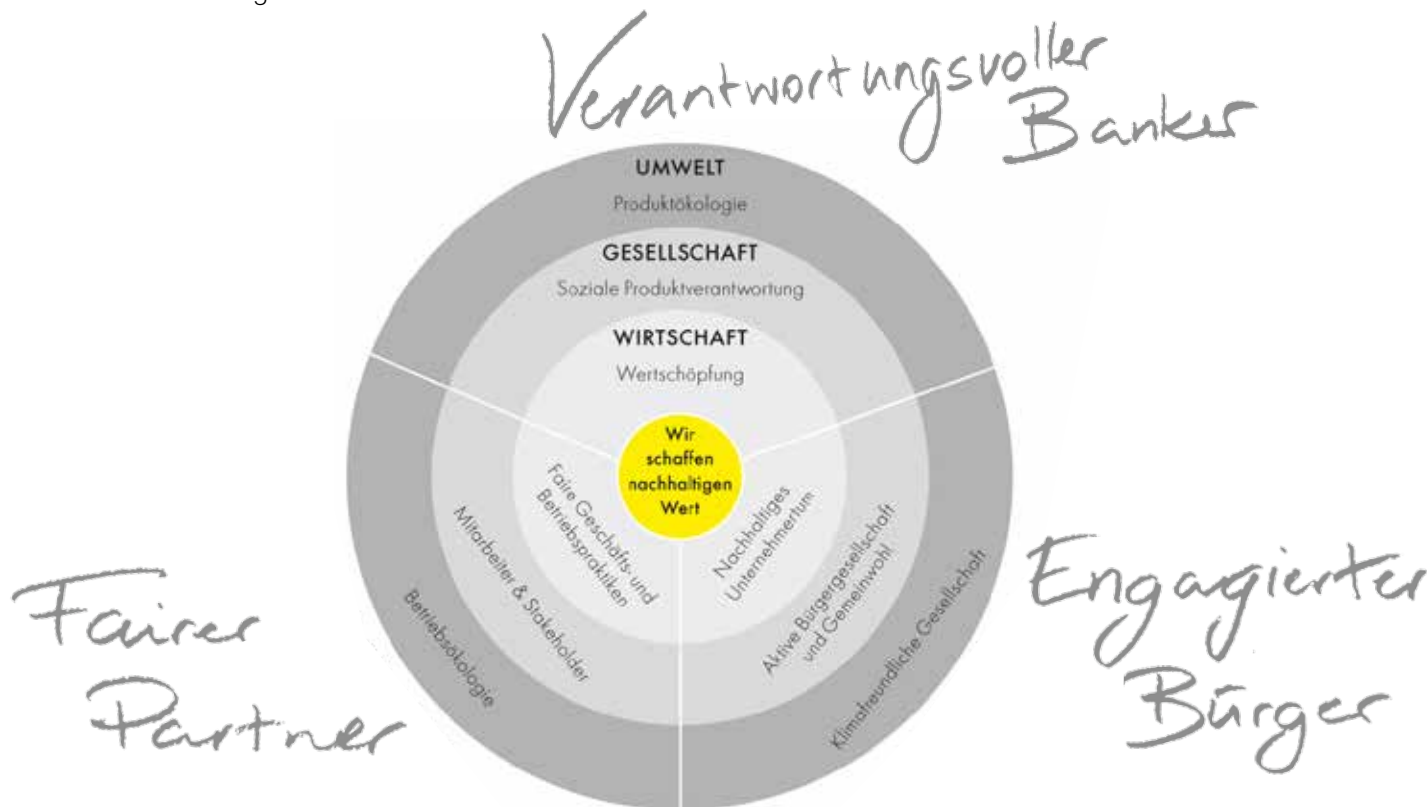 Verantwortungsvoller
Banker
UMWELT
Produktökologie
GESELLSCHAFT
Soziale Produktverantwortung
WIRTSCHAFT
Wertschöpfung
Wir
schaffen
nachhaltigen
Wert
Faire Geschäfts- und
Betriebspraktiken
Mitarbeiter & Stakeholder
Betriebsökologie
Nachhaltiges
Unternehmertum
Aktive Bürgergesellschaft
und Gemeinwohl
Klimafreundliche Gesellschaft
Fairer
Partner
Engagierter
Bürger